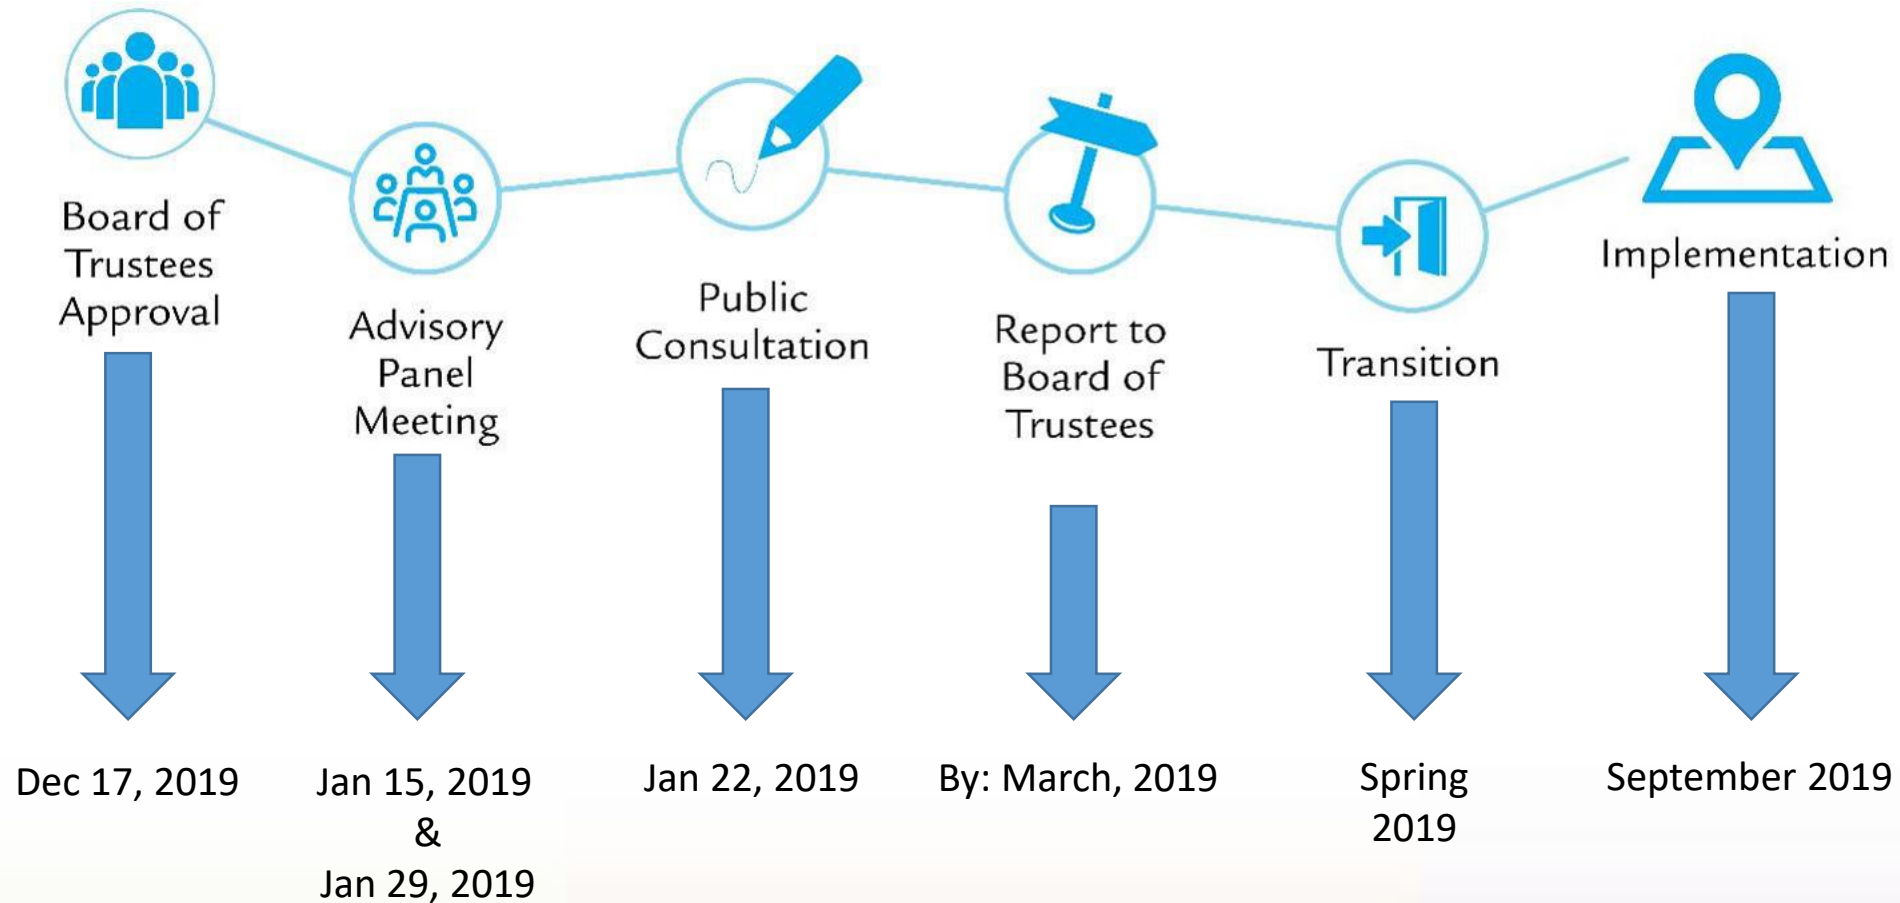 Board of
Trustees
Approval
Advisory
Panel
Meeting
Public
Consultation
Report to
Board of
Trustees
Transition
Implementation
Dec 17, 2019
Jan 15, 2019
&
Jan 29, 2019
Jan 22, 2019
By: March, 2019
Spring
2019
September 2019